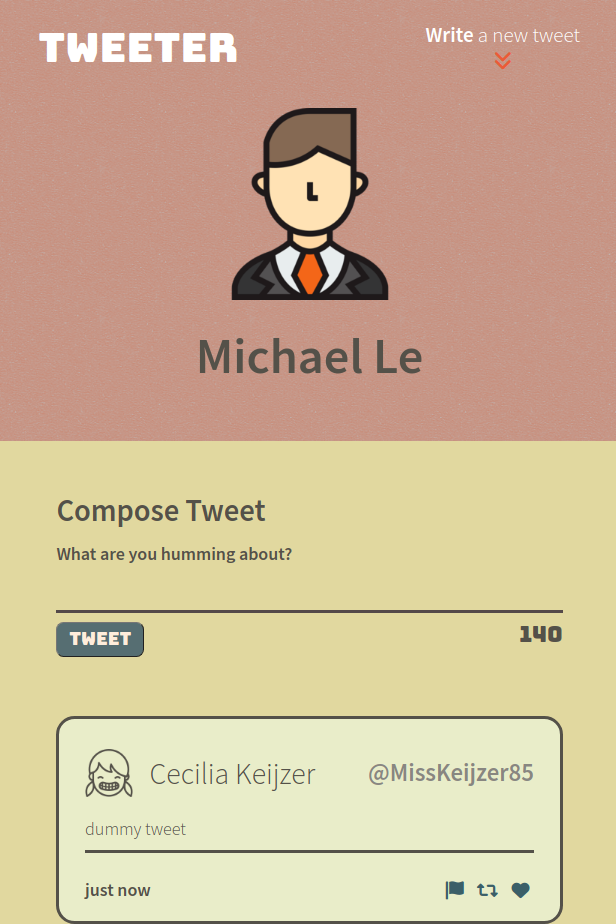 TWEETER
Write a new tweet
Michael Le
Compose Tweet
What are you humming about?
TWEET
140
Cecilia Keijzer
@MissKeijzer85
dummy tweet
just now